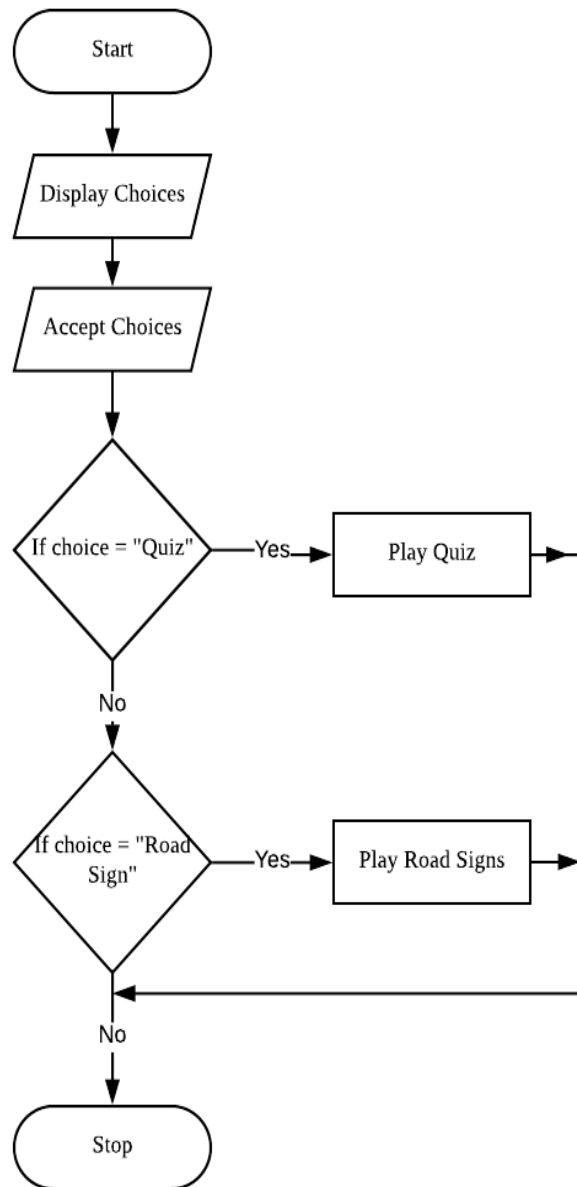 Start
Display Choices
Accept Choices
If choice = "Quiz"
Yes
Play Quiz
No
If choice = "Road
Sign"
Yes
Play Road Signs
No
Stop